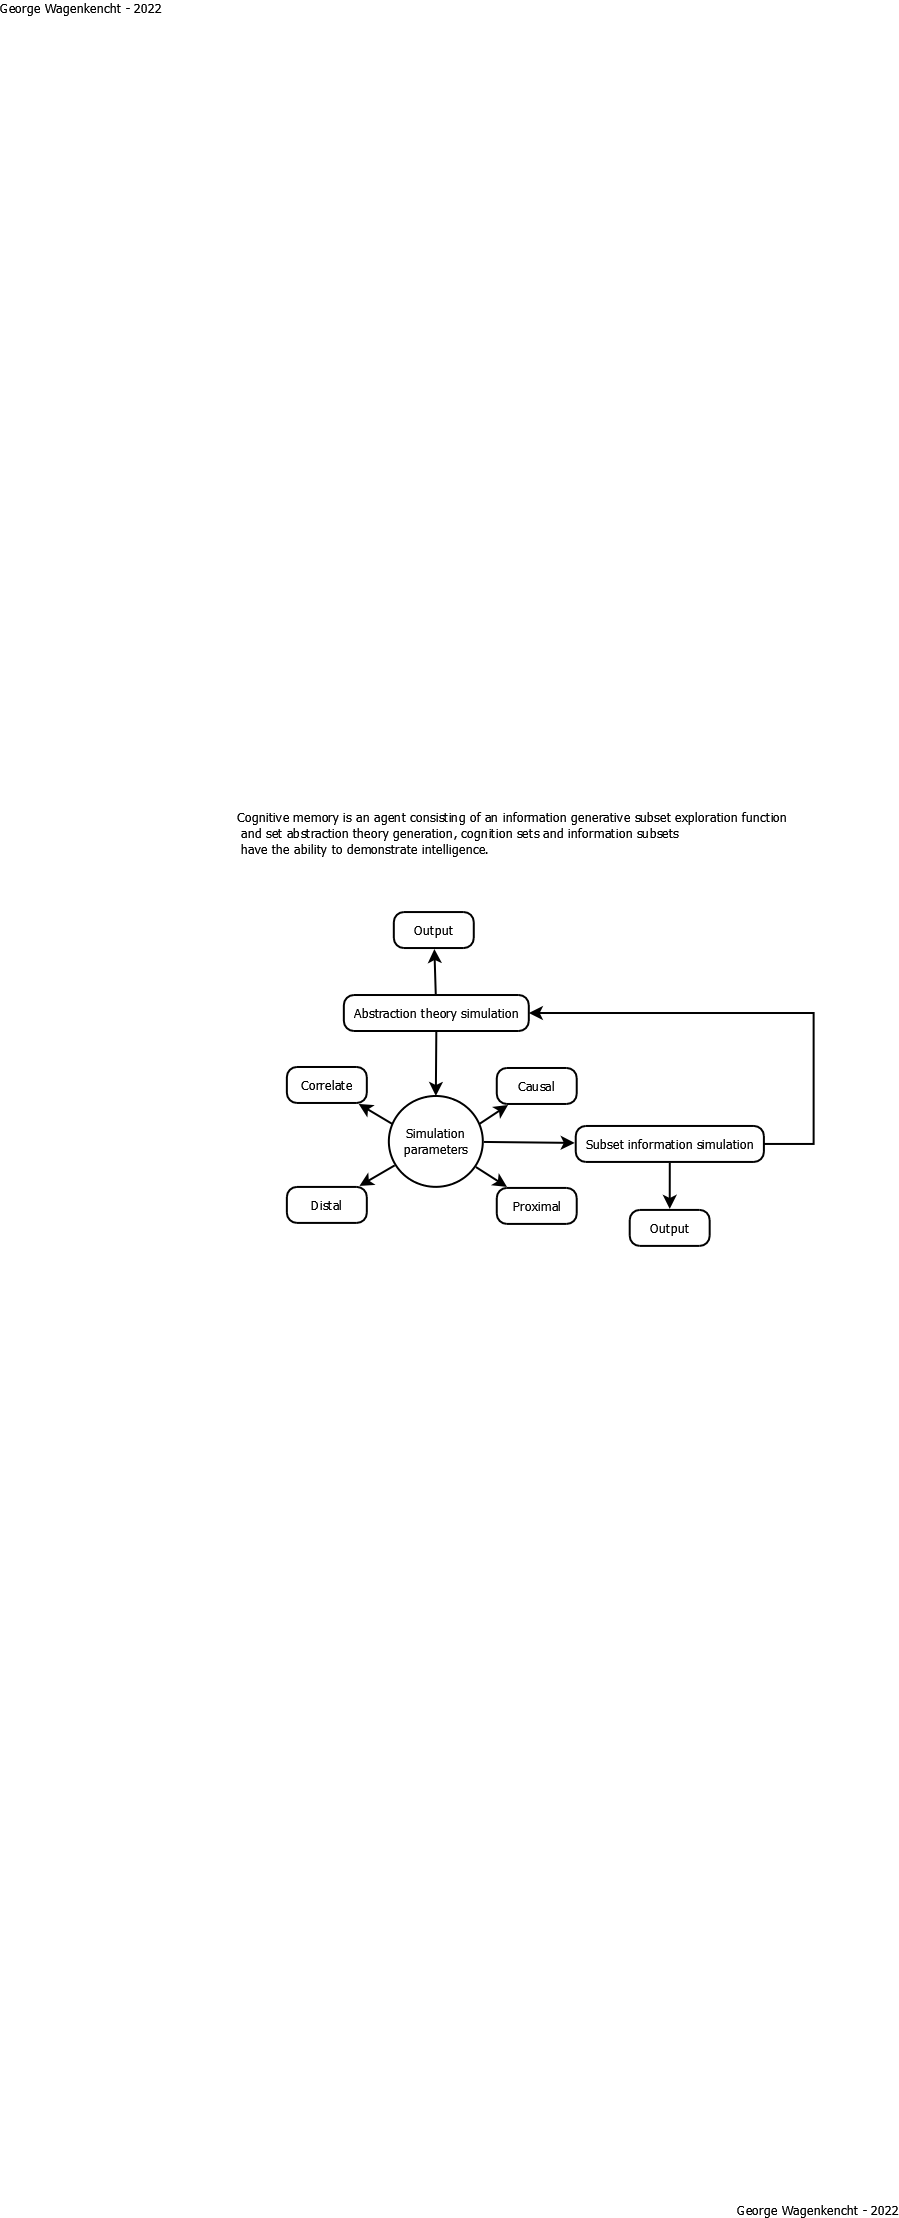 George Wagenkencht - 2022
Cognitive memory is an agent consisting of an information generative subset exploration function
and set abstraction theory generation, cognition sets and information subsets
have the ability to demonstrate intelligence.
Output
Abstraction theory simulation
Correlate
Causal
Simulation
parameters
Subset information simulation
Distal
Proximal
Output
George Wagenkencht - 2022